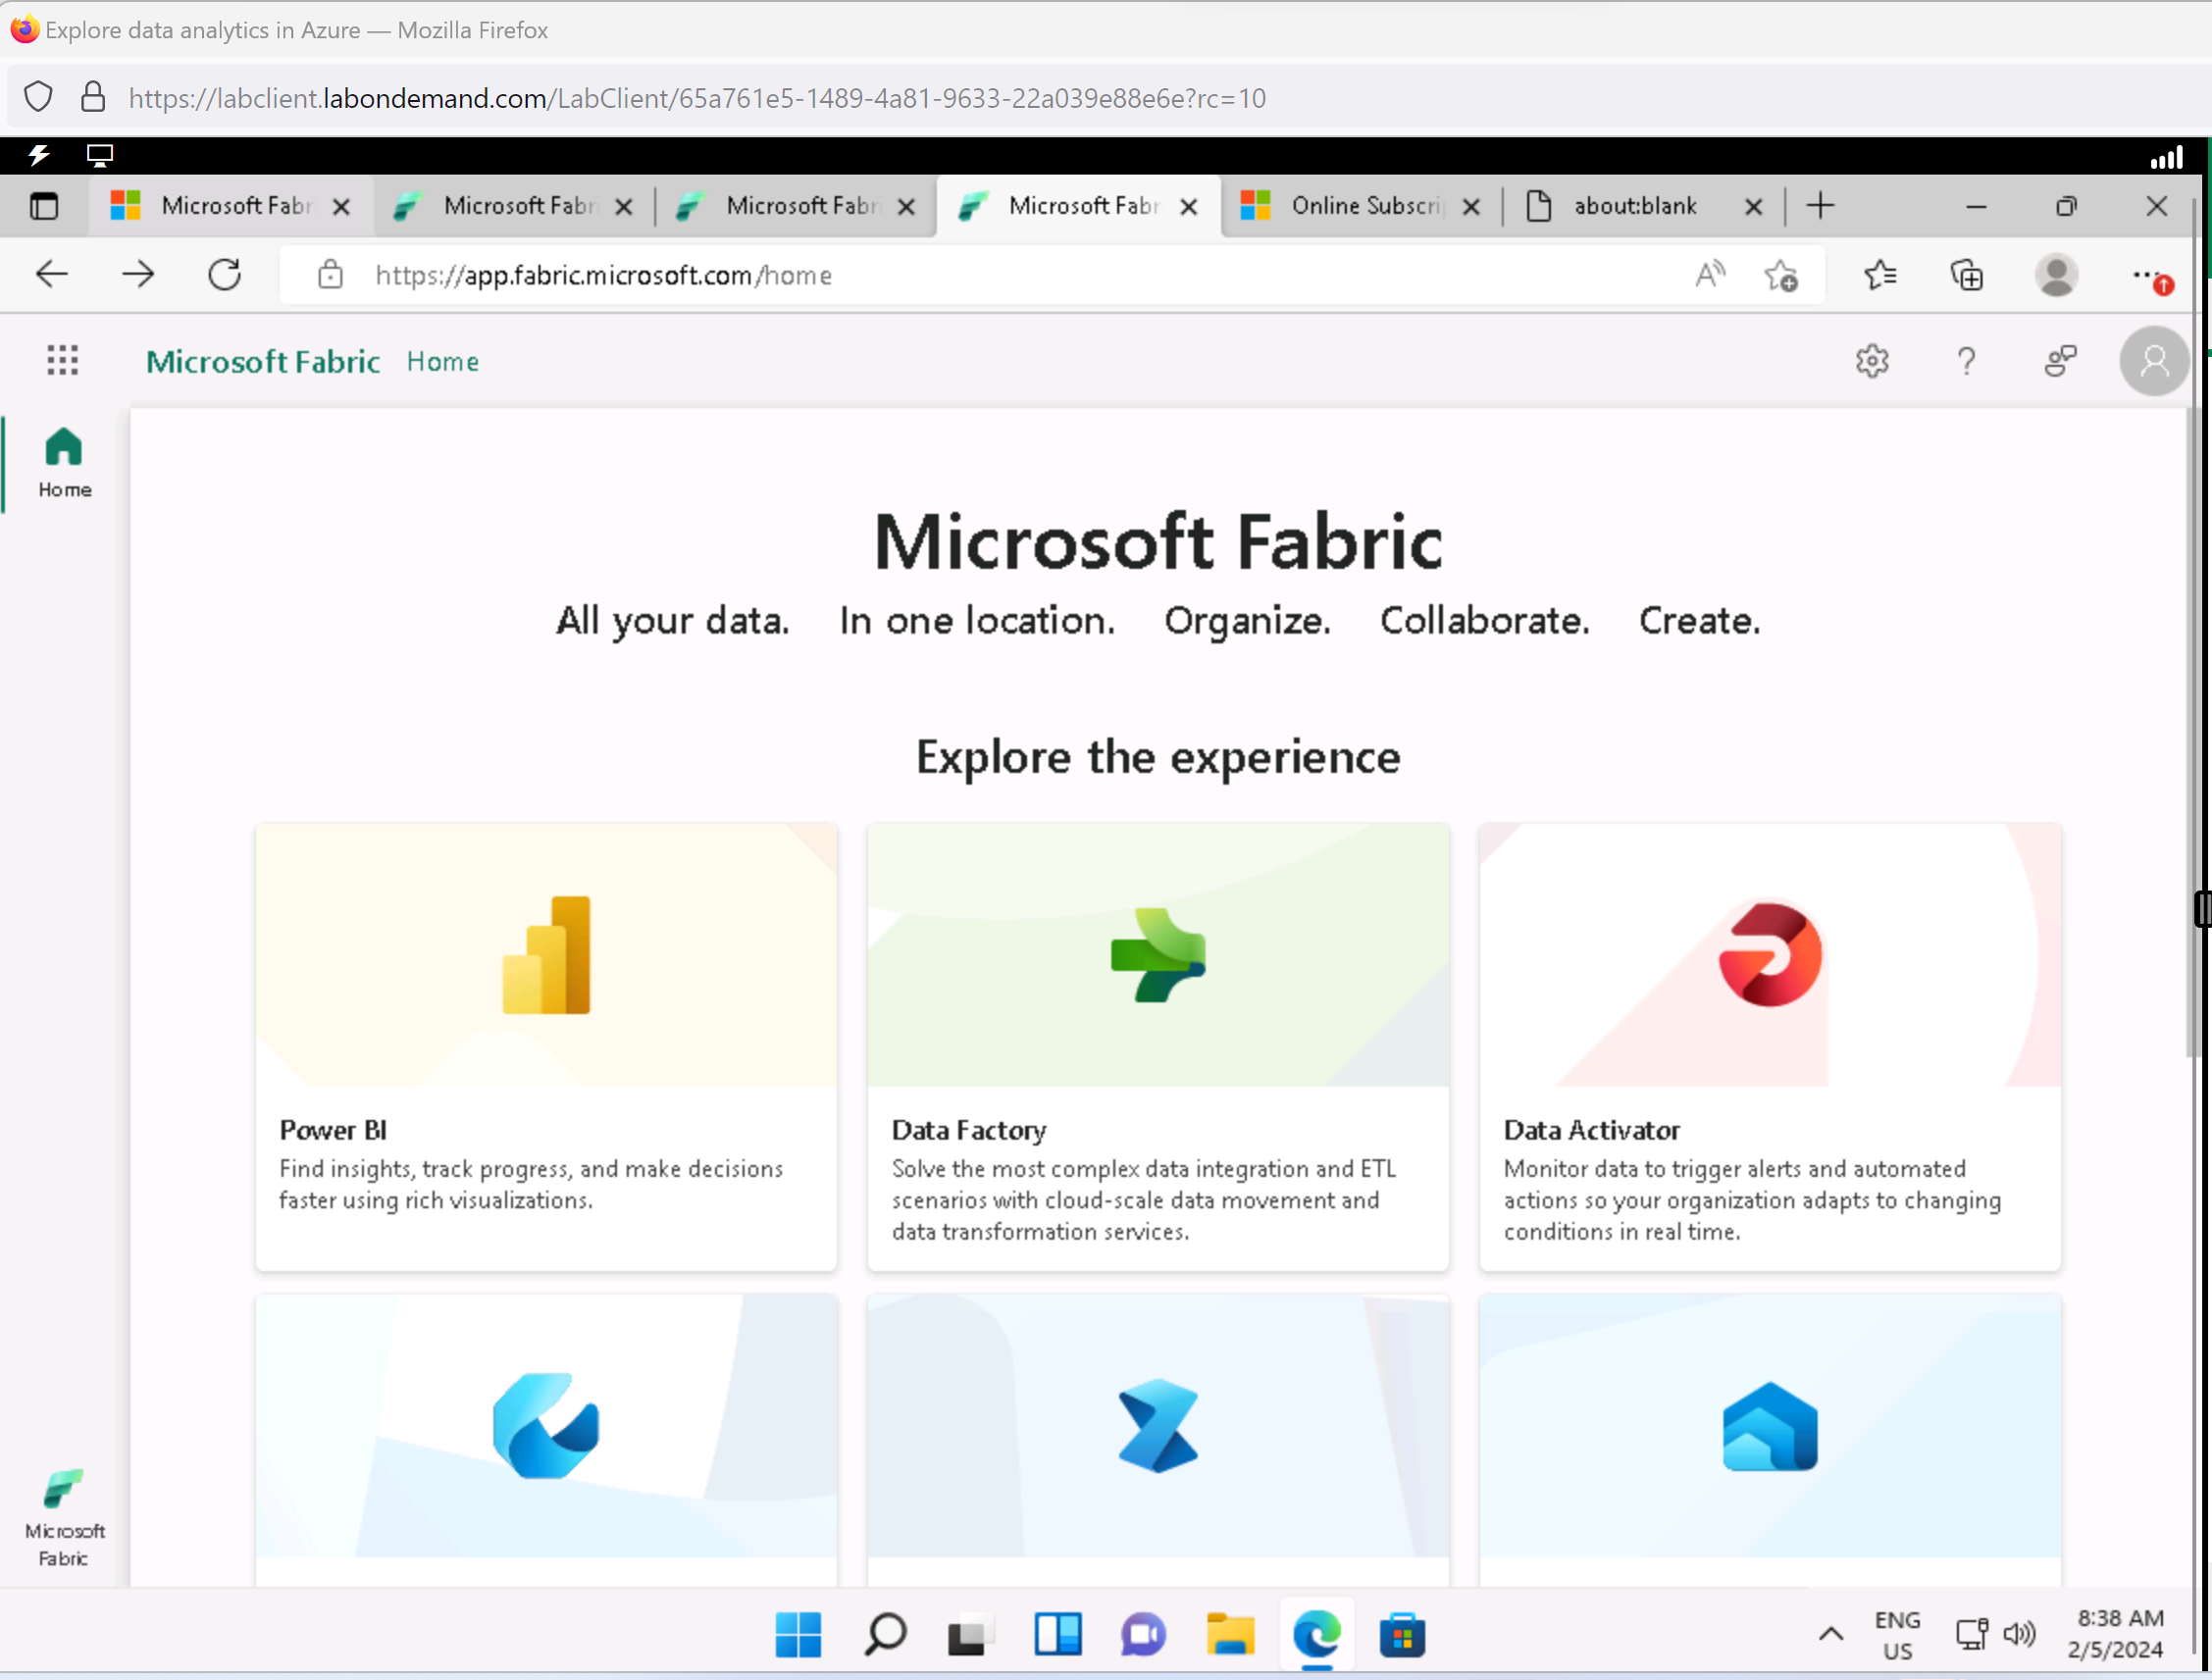 Explore data analytics in Azure — Mozilla Firefox
https://labclient.labondemand.com/LabClient/65a761e5-1489-4a81-9633-22a039e88e6e?rc=10
Microsoft Fabr
Microsoft Fabri
Microsoft Fabri
Microsoft Fabr
Online Subscrip
about:blank
https://app.fabric.microsoft.com/home
Microsoft Fabric Home
Home
Microsoft Fabric
All your data. In one location. Organize. Collaborate. Create.
Explore the experience
Power BI
Find insights, track progress, and make decisions
faster using rich visualizations.
Data Factory
Solve the most complex data integration and ETL
scenarios with cloud-scale data movement and
data transformation services.
Data Activator
Monitor data to trigger alerts and automated
actions so your organization adapts to changing
conditions in real time.
Microsoft
Fabric
ENG
US
8:38 AM
2/5/2024